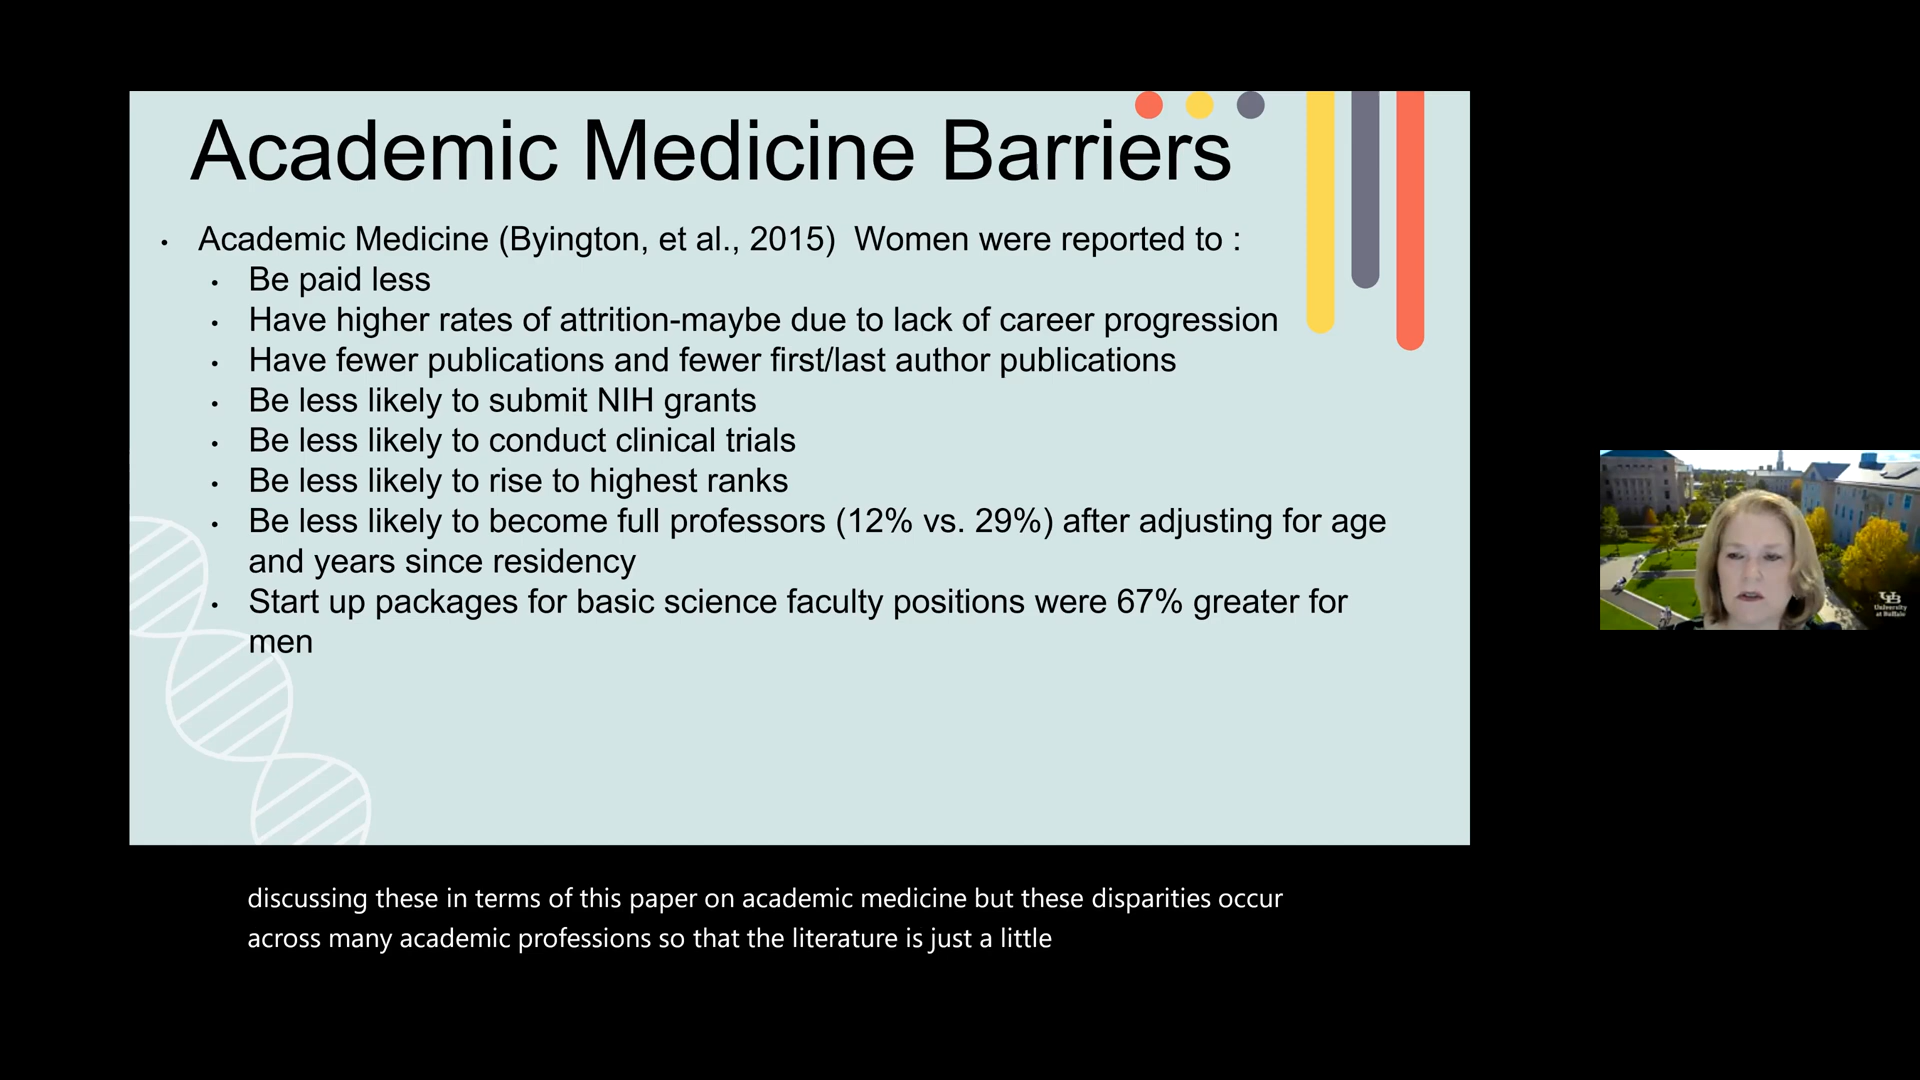 Academic Medicine Barriers
• Academic Medicine (Byington, et al., 2015)  Women were reported to :
• Be paid less
• Have higher rates of attrition-maybe due to lack of career progression
• Have fewer publications and fewer first/last author publications
• Be less likely to submit NIH grants
• Be less likely to conduct clinical trials
• Be less likely to rise to highest ranks
• Be less likely to become full professors (12% vs. 29%) after adjusting for age
and years since residency
• Start up packages for basic science faculty positions were 67% greater for
men
UB
University
at Buffalo
discussing these in terms of this paper on academic medicine but these disparities occur
across many academic professions so that the literature is just a little